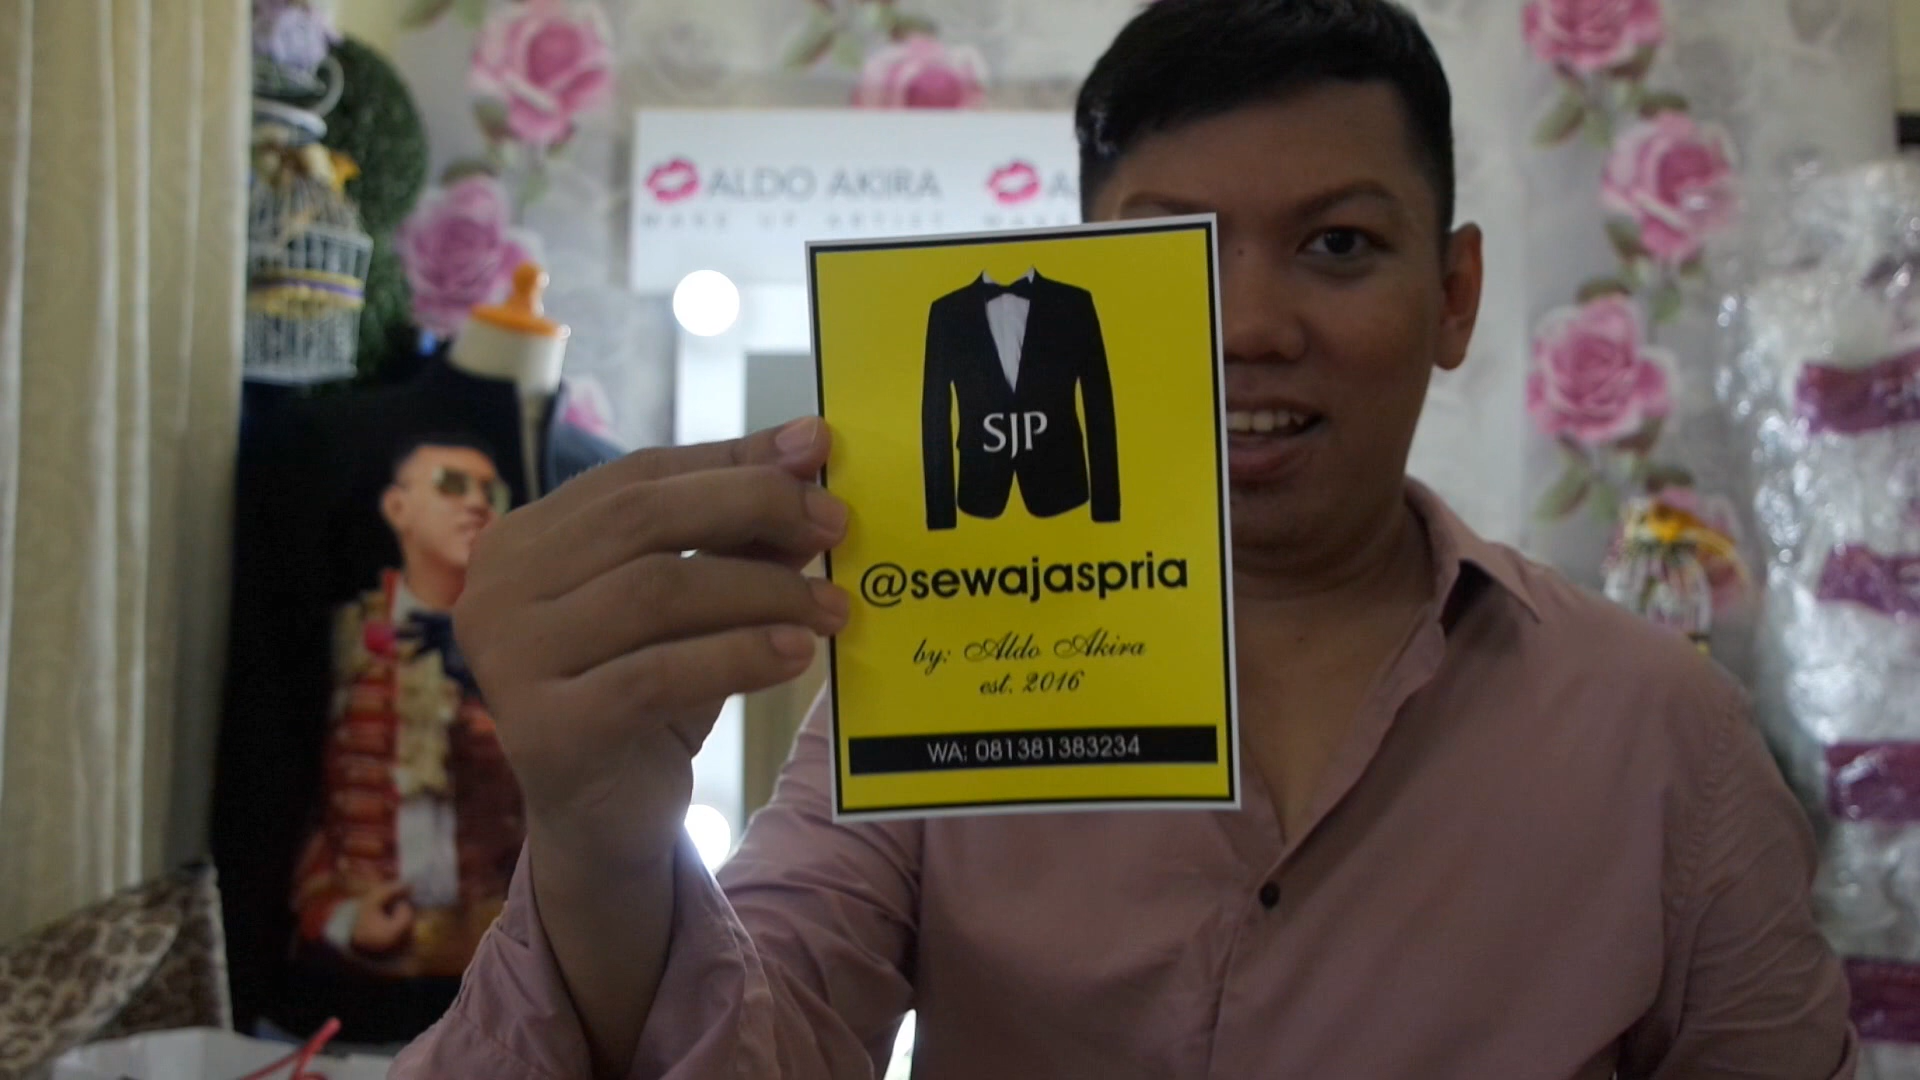 ALDO AKIRA
MAKE UP ARTIST
SJP
@sewajaspria
by: Aldo Akira
est. 2016
WA: 081381383234